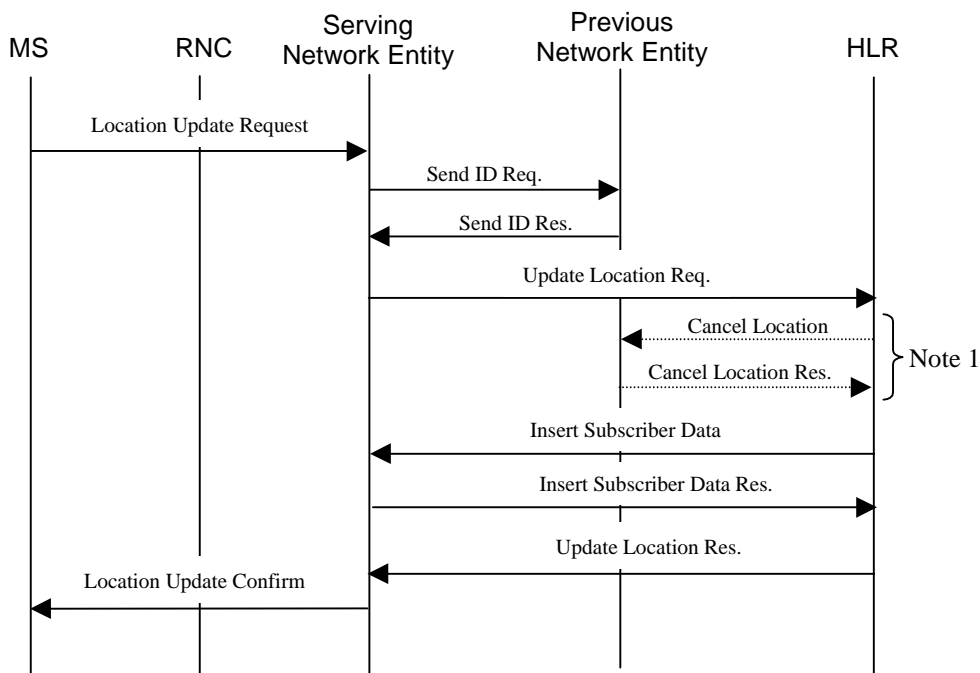 MS
RNC
Serving
Network Entity
Previous
Network Entity
HLR
Location Update Request
Send ID Req.
Send ID Res.
Update Location Req.
Cancel Location
Note 1
Cancel Location Res.
Insert Subscriber Data
Insert Subscriber Data Res.
Update Location Res.
Location Update Confirm